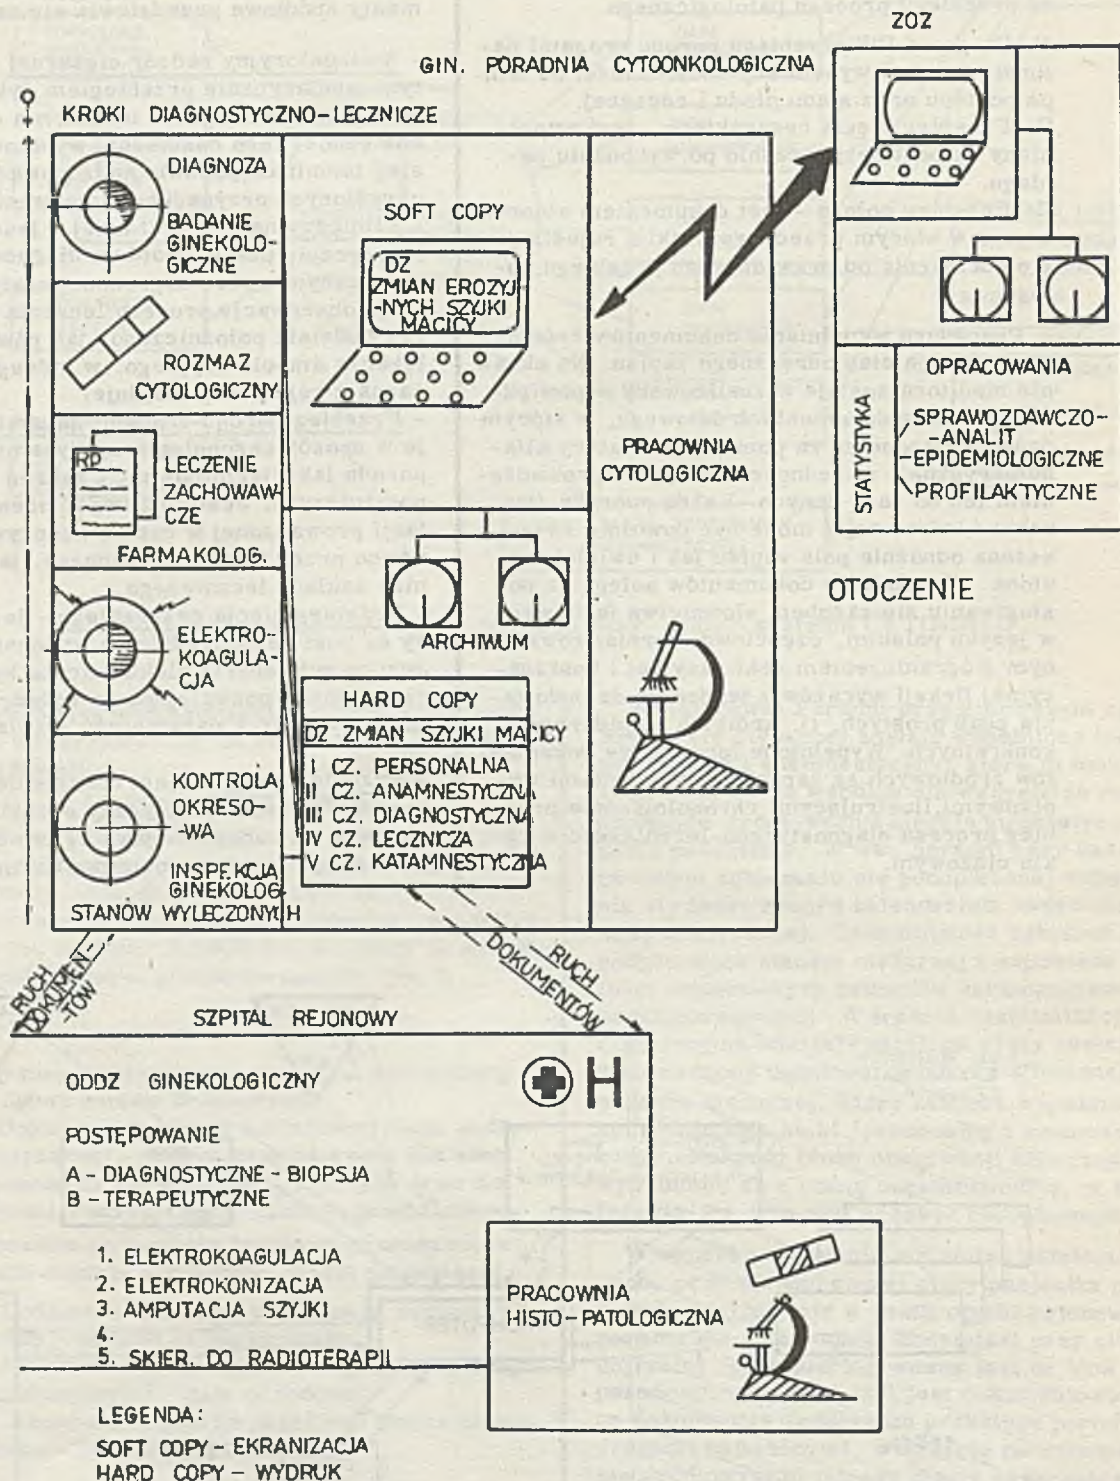 ZOZ
GIN. PORADNIA CYTOONKOLOGICZNA
KROKI DIAGNOSTYCZNO-LECZNICZE
DIAGNOZA
BADANIE
GINEKOLO-
GICZNE
ROZMAZ
CYTOLOGICZNY
RP
LECZENIE
ZACHOWAW-
CZE
FARMAKOLOG.
ELEKTRO-
KOAGULA-
CJA
KONTROLA
OKRESO-
-WA
INSPEKCJA
GINEKOLOG.
STANÓW WYLECZONYCH
SOFT COPY
DZ
ZMIAN EROZYJ-
-NYCH SZYJKI
MACICY
ARCHIWUM
HARD COPY
DZ ZMIAN SZYJKI MACICY
I CZ. PERSONALNA
II CZ. ANAMNESTYCZNA
III CZ. DIAGNOSTYCZNA
IV CZ. LECZNICZA
V CZ. KATAMNESTYCZNA
PRACOWNIA
CYTOLOGICZNA
STATYSTYKA
OPRACOWANIA
SPRAWOZDAWCZO-
-ANALIT
EPIDEMIOLOGICZNE
PROFILAKTYCZNE
OTOCZENIE
RUCH
DOKUMEN-
-TÓW
RUCH
DOKUMENTÓW
SZPITAL REJONOWY
ODDZ GINEKOLOGICZNY
H
POSTĘPOWANIE
A - DIAGNOSTYCZNE - BIOPSJA
B - TERAPEUTYCZNE
1. ELEKTROKOAGULACJA
2. ELEKTROKONIZACJA
3. AMPUTACJA SZYJKI
4.
5. SKIER. DO RADIOTERAPII
PRACOWNIA
HISTO-PATOLOGICZNA
LEGENDA:
SOFT COPY - EKRANIZACJA
HARD COPY - WYDRUK